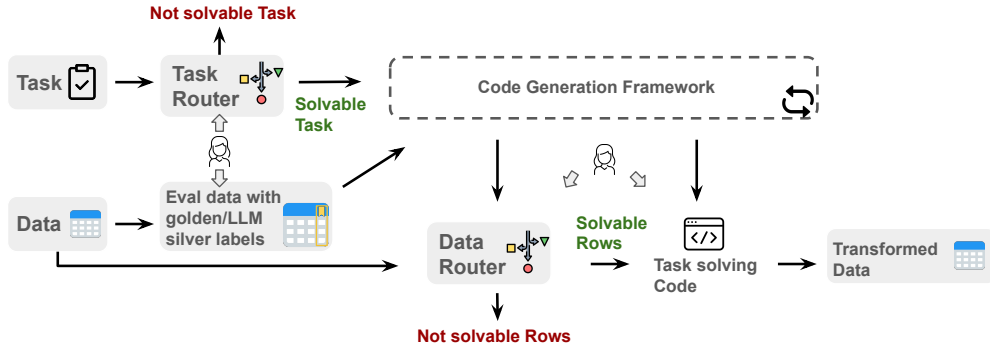 Not solvable Task
Task
Task
Router
Solvable
Task
Code Generation Framework
Data
Eval data with
golden/LLM
silver labels
Data
Router
Solvable
Rows
</>
Task solving
Code
Transformed
Data
Not solvable Rows